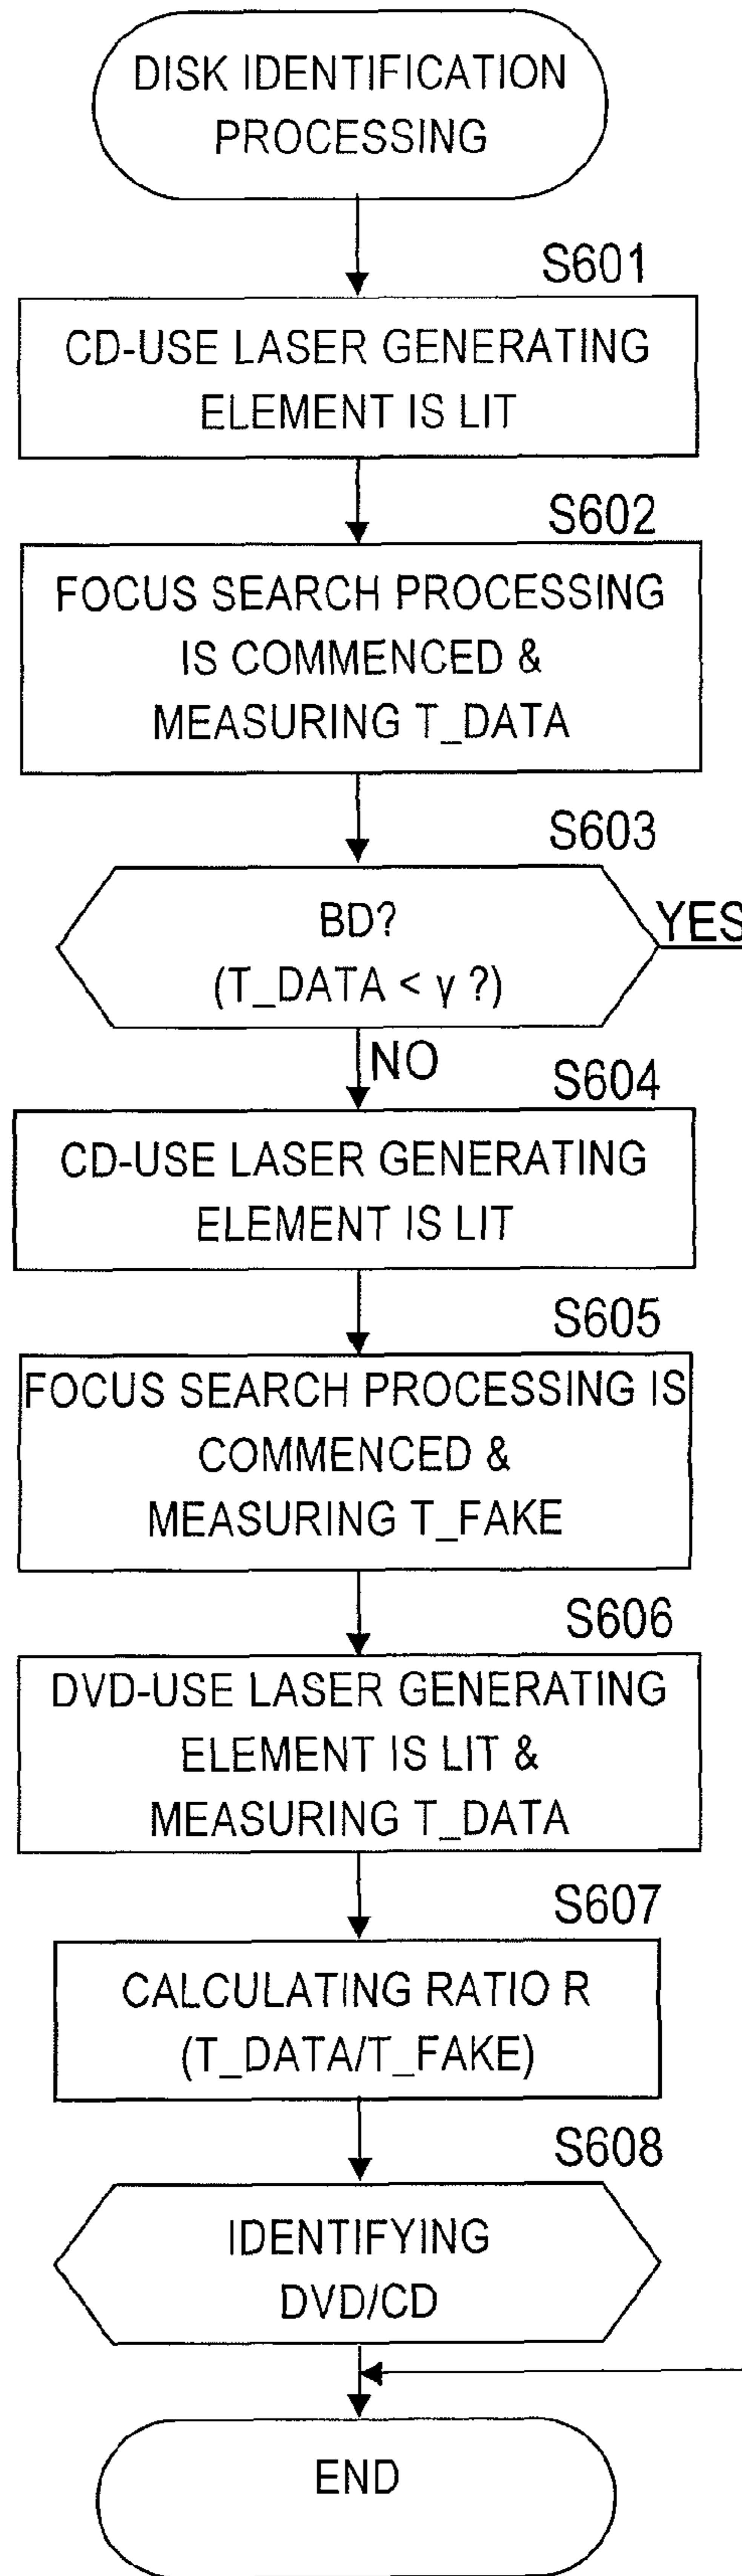 DISK IDENTIFICATION
PROCESSING
S601
CD-USE LASER GENERATING
ELEMENT IS LIT
S602
FOCUS SEARCH PROCESSING
IS COMMENCED &
MEASURING T_DATA
S603
BD?
(T_DATA < γ ?)
YES
NO
S604
CD-USE LASER GENERATING
ELEMENT IS LIT
S605
FOCUS SEARCH PROCESSING IS
COMMENCED &
MEASURING T_FAKE
S606
DVD-USE LASER GENERATING
ELEMENT IS LIT &
MEASURING T_DATA
S607
CALCULATING RATIO R
(T_DATA/T_FAKE)
S608
IDENTIFYING
DVD/CD
END